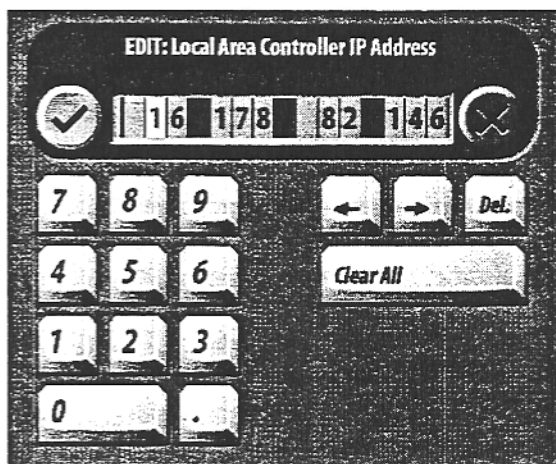 EDIT: Local Area Controller IP Address
16 178 82 146
7 8 9 ← → Del.
4 5 6 Clear All
1 2 3
0 .